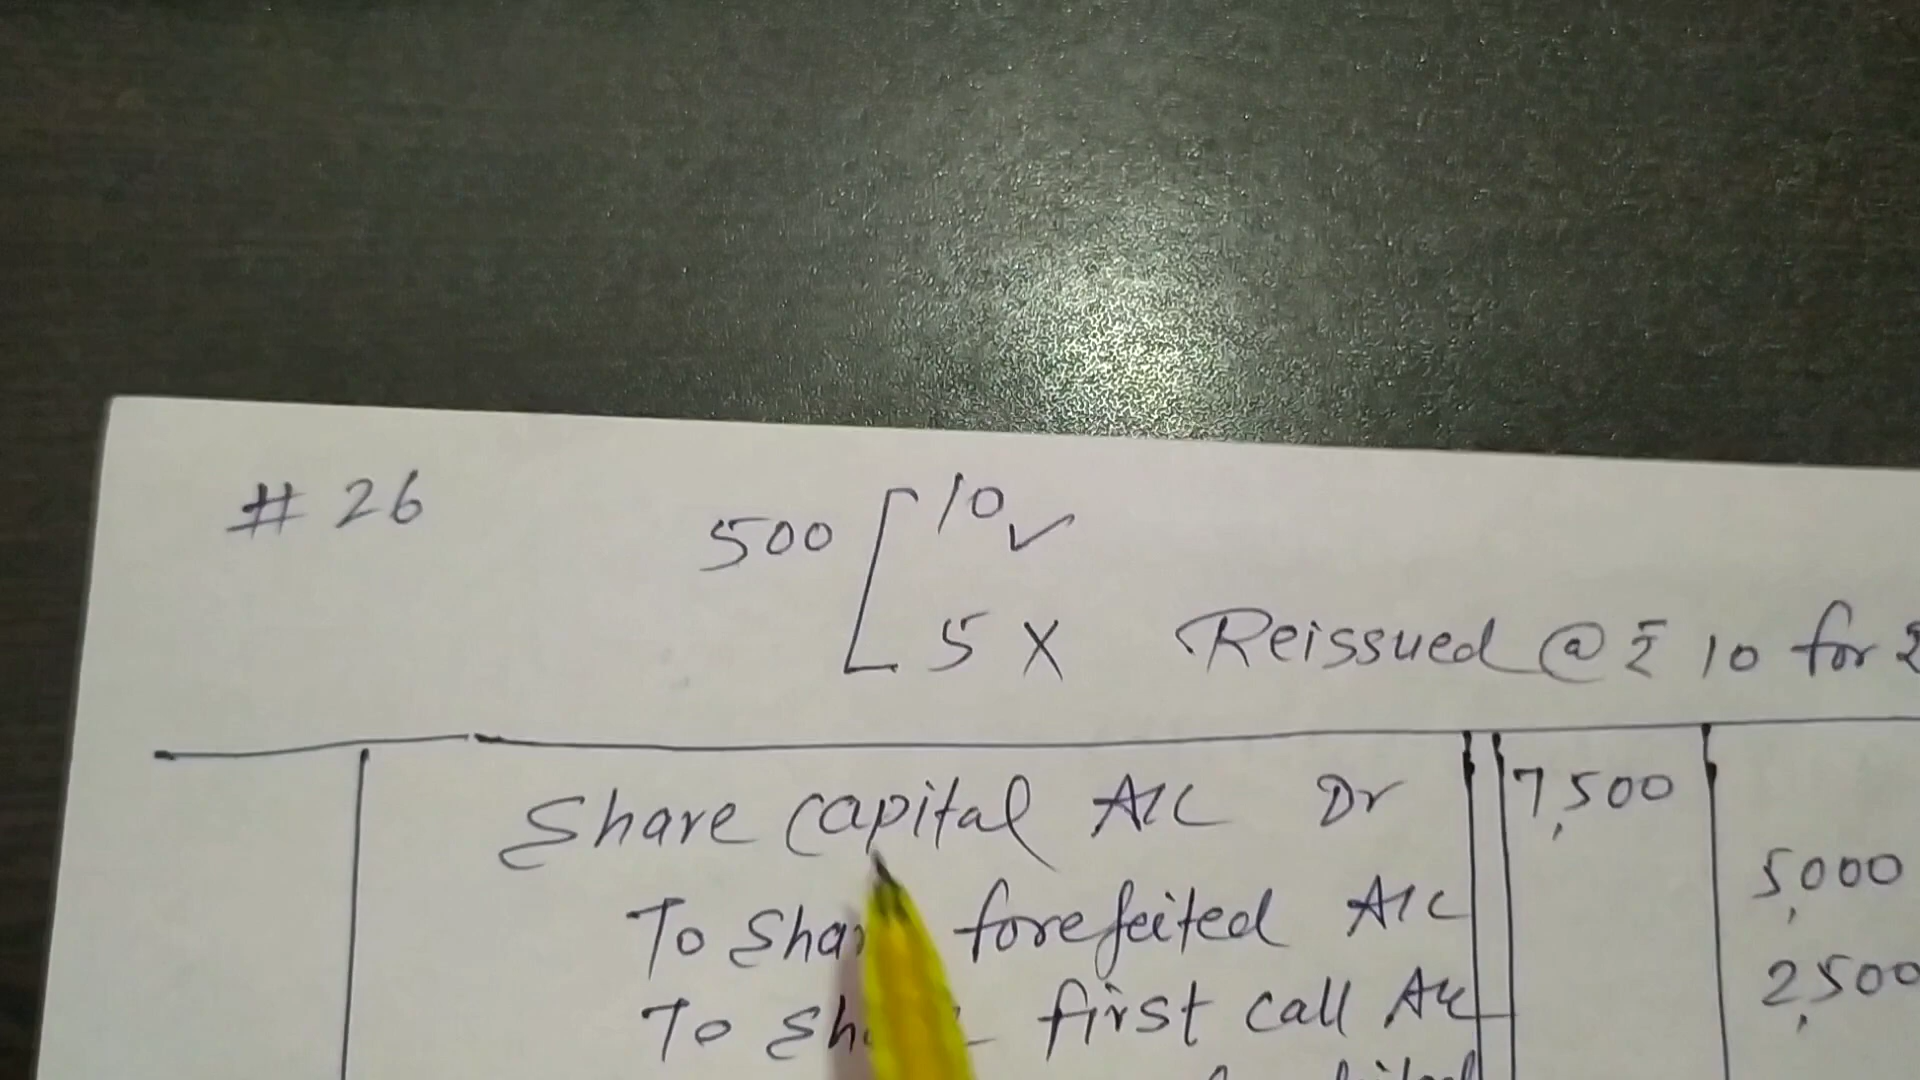 # 26
500 [ 10 ✓
5 X Reissued @ ₹ 10 for
Share capital A/c Dr 7,500
To forefeited A/c 5,000
To first call A/c 2,500